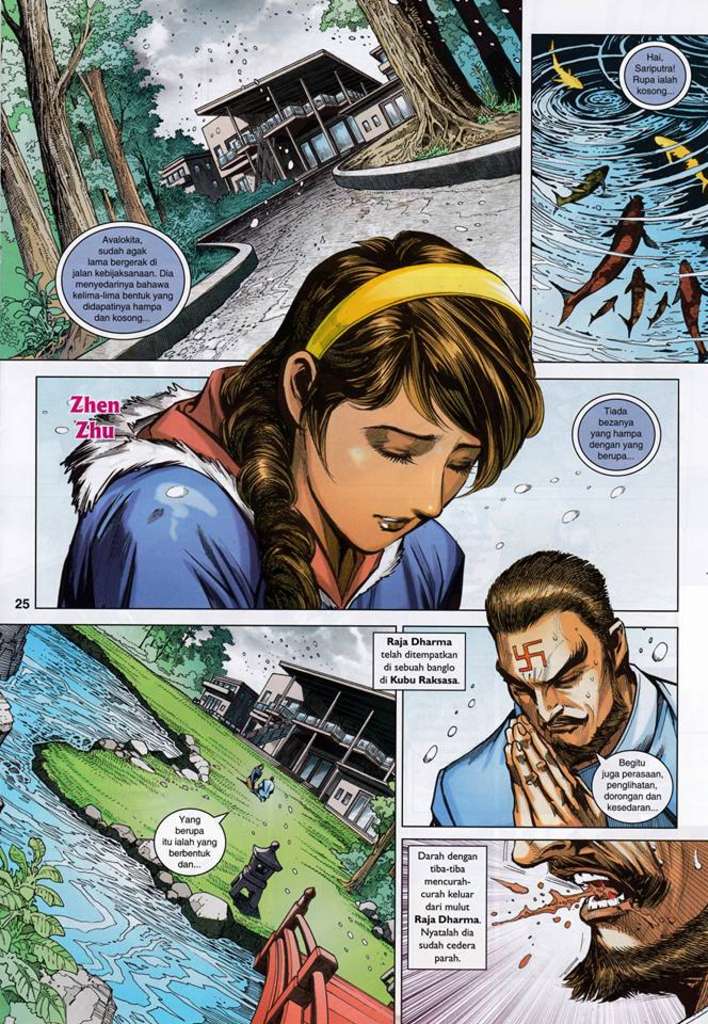 Avalokita,
sudah agak
lama bergerak di
jalan kebijaksanaan. Dia
menyedarinya bahawa
kelima-lima bentuk yang
didapatinya hampa
dan kosong...
Hai,
Sariputra!
Rupa ialah
kosong...
Zhen
Zhu
Tiada
bezanya
yang hampa
dengan yang
berupa...
25
Raja Dharma
telah ditempatkan
di sebuah banglo
di Kubu Raksasa.
Yang
berupa
itu ialah yang
berbentuk
dan...
Begitu
juga perasaan,
penglihatan,
dorongan dan
kesedaran...
Darah dengan
tiba-tiba
mencurah-
curah keluar
dari mulut
Raja Dharma.
Nyatalah dia
sudah cedera
parah.